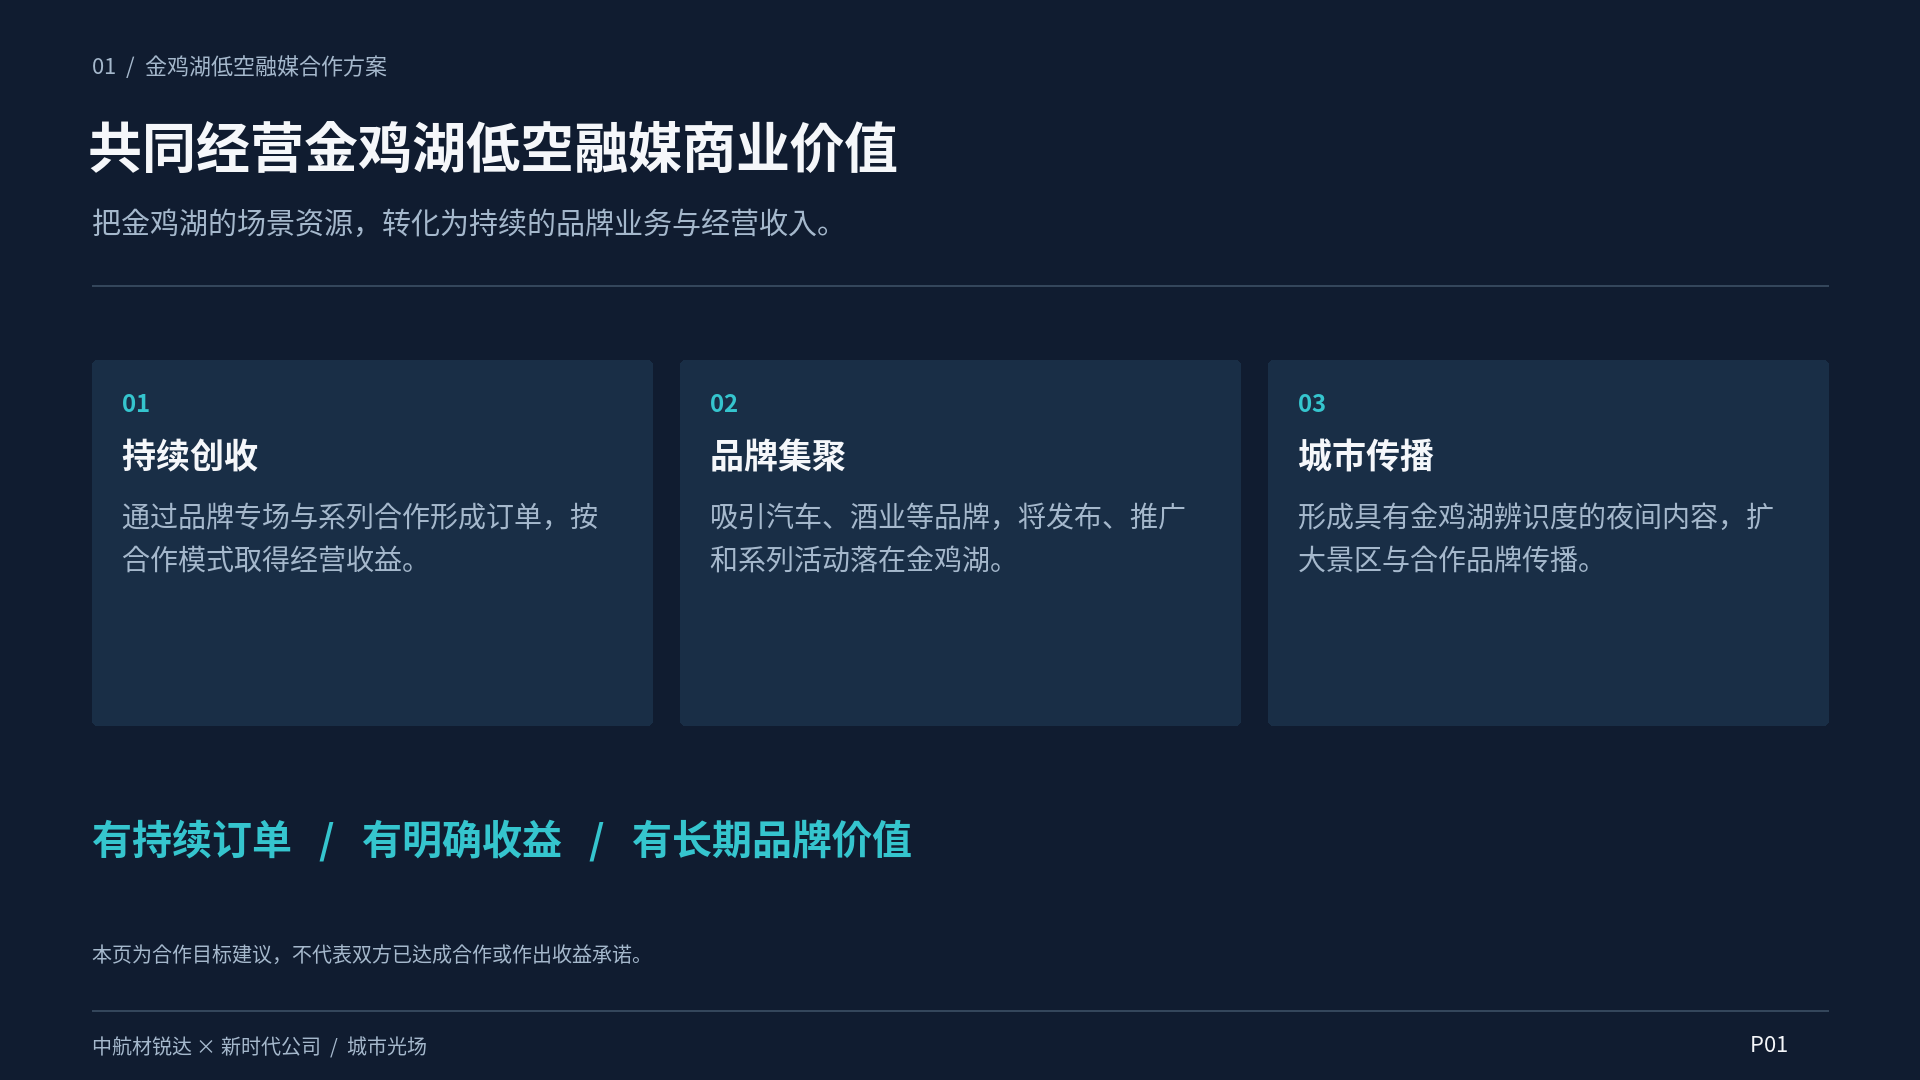 01 / 金鸡湖低空融媒合作方案
共同经营金鸡湖低空融媒商业价值
把金鸡湖的场景资源，转化为持续的品牌业务与经营收入。
01
持续创收
通过品牌专场与系列合作形成订单，按
合作模式取得经营收益。
02
品牌集聚
吸引汽车、酒业等品牌，将发布、推广
和系列活动落在金鸡湖。
03
城市传播
形成具有金鸡湖辨识度的夜间内容，扩
大景区与合作品牌传播。
有持续订单 / 有明确收益 / 有长期品牌价值
本页为合作目标建议，不代表双方已达成合作或作出收益承诺。
中航材锐达 × 新时代公司 / 城市光场
P01